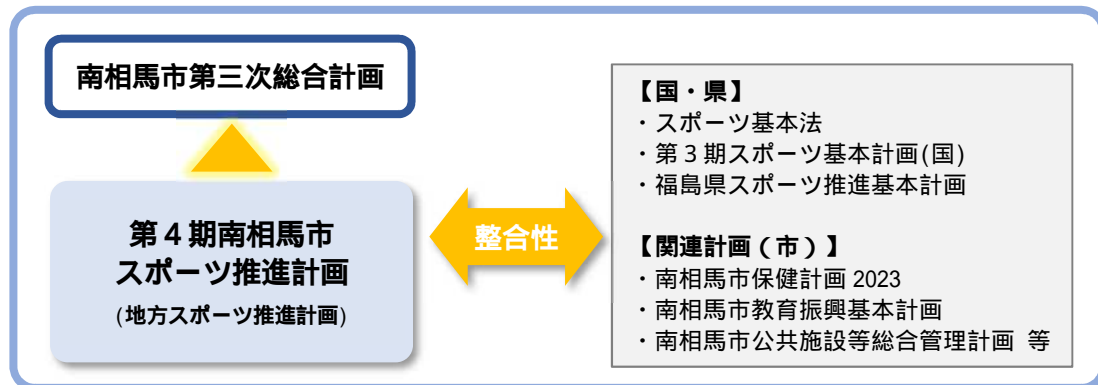 南相馬市第三次総合計画
第4期南相馬市
スポーツ推進計画
(地方スポーツ推進計画)
整合性
【国・県】
・スポーツ基本法
・第3期スポーツ基本計画(国)
・福島県スポーツ推進基本計画
【関連計画（市）】
・南相馬市保健計画 2023
・南相馬市教育振興基本計画
・南相馬市公共施設等総合管理計画 等